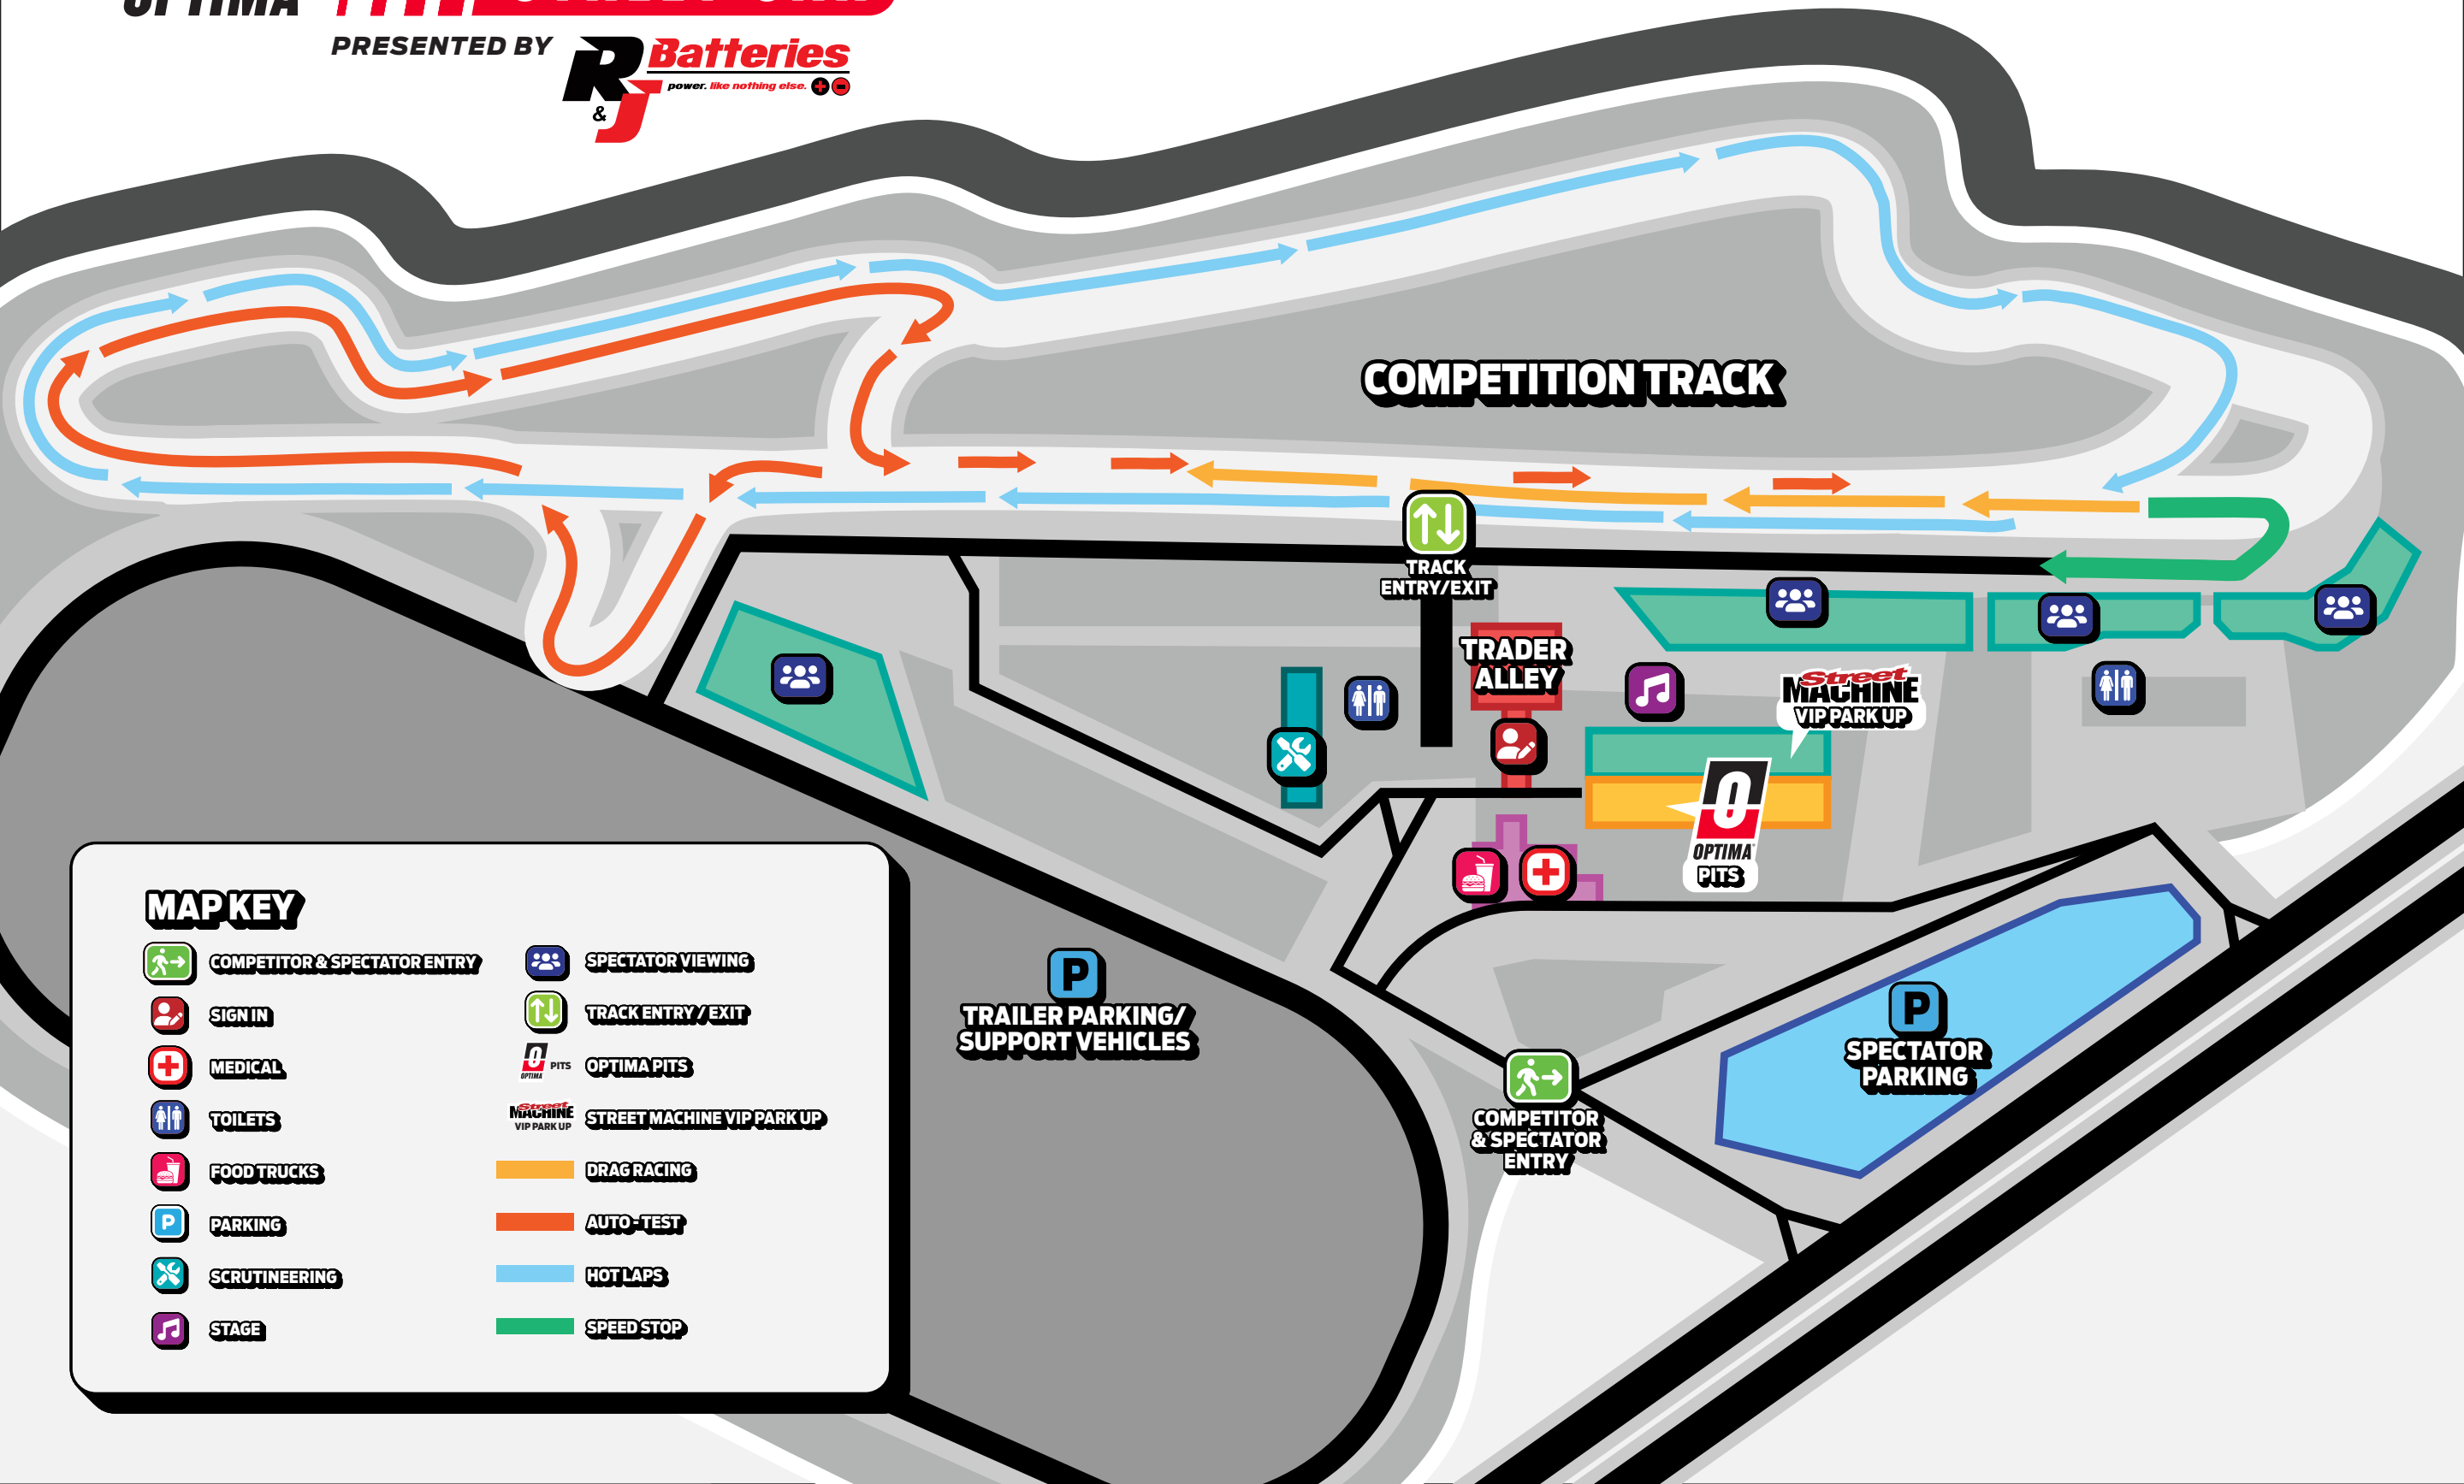 OPTIMA
PRESENTED BY
R&J
Batteries
power. like nothing else.
COMPETITION TRACK
TRACK
ENTRY/EXIT
TRADER
ALLEY
Street
MACHINE
VIP PARK UP
OPTIMA
PITS
MAP KEY
COMPETITOR & SPECTATOR ENTRY
SIGN IN
MEDICAL
TOILETS
FOOD TRUCKS
P
PARKING
SCRUTINEERING
STAGE
SPECTATOR VIEWING
TRACK ENTRY / EXIT
OPTIMA
PITS
OPTIMA PITS
Street
MACHINE
VIP PARK UP
STREET MACHINE VIP PARK UP
DRAG RACING
AUTO-TEST
HOT LAPS
SPEED STOP
P
TRAILER PARKING/
SUPPORT VEHICLES
P
SPECTATOR
PARKING
COMPETITOR
& SPECTATOR
ENTRY